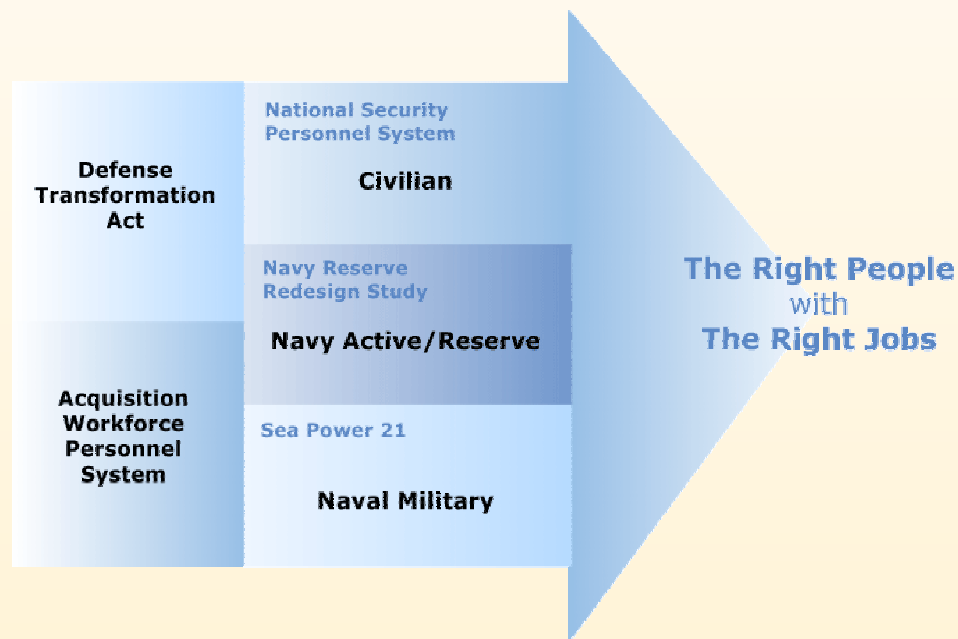 Defense
Transformation
Act
Acquisition
Workforce
Personnel
System
National Security
Personnel System
Civilian
Navy Reserve
Redesign Study
Navy Active/Reserve
Sea Power 21
Naval Military
The Right People
with
The Right Jobs